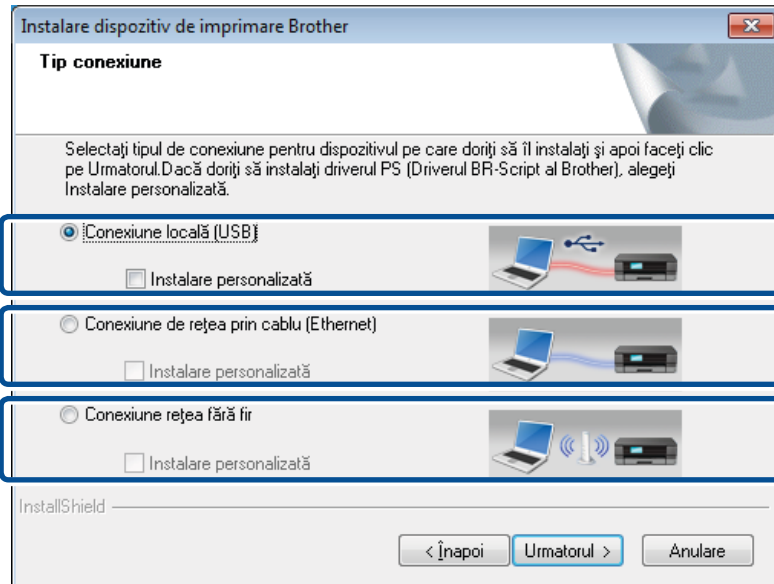 Instalare dispozitiv de imprimare Brother
Tip conexiune
Selectaţi tipul de conexiune pentru dispozitivul pe care doriţi să îl instalaţi şi apoi faceţi clic
pe Urmatorul.Dacă doriţi să instalaţi driverul PS (Driverul BR-Script al Brother), alegeţi
Instalare personalizată.
Conexiune locală (USB)
Instalare personalizată
Conexiune de reţea prin cablu (Ethernet)
Instalare personalizată
Conexiune reţea fără fir
Instalare personalizată
InstallShield
< Înapoi Urmatorul > Anulare